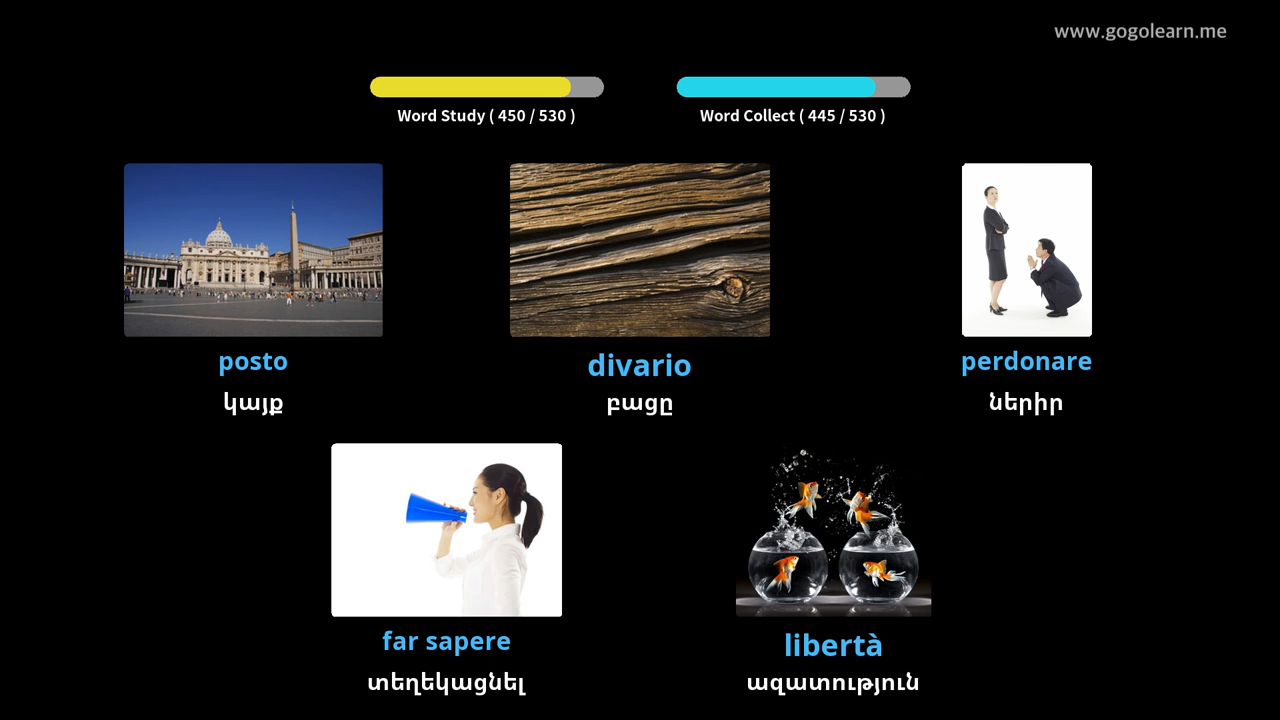 www.gogolearn.me
Word Study ( 450 / 530 )
Word Collect ( 445 / 530 )
posto
կայք
divario
բացը
perdonare
ներիր
far sapere
տեղեկացնել
libertà
ազատություն